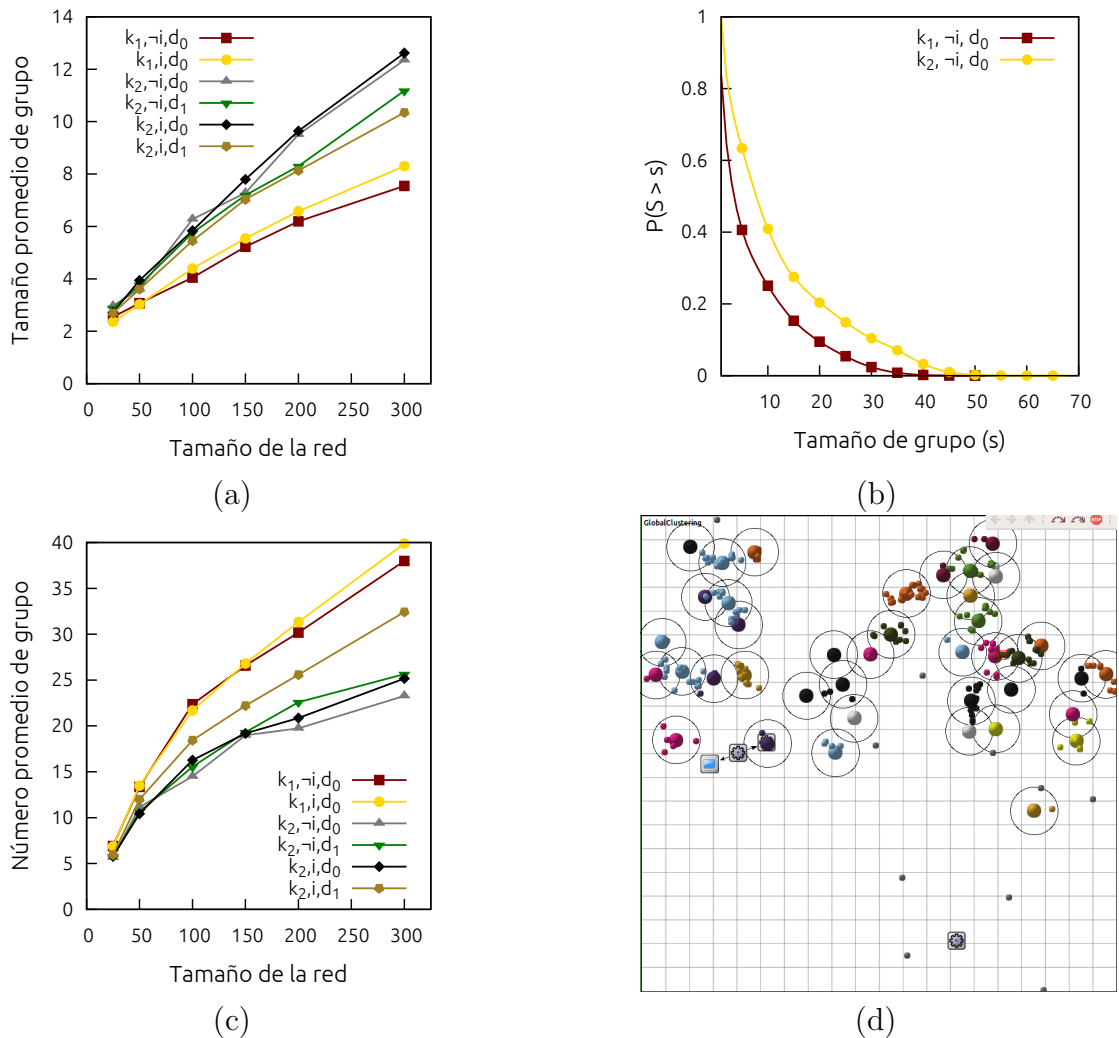 14
12
10
8
6
4
2
0
0 50 100 150 200 250 300
Tamaño promedio de grupo
Tamaño de la red
k1,¬i,d0
k1,i,d0
k2,¬i,d0
k2,¬i,d1
k2,i,d0
k2,i,d1
(a)
1
0.8
0.6
0.4
0.2
0
10 20 30 40 50 60 70
P(S > s)
Tamaño de grupo (s)
k1, ¬i, d0
k2, ¬i, d0
(b)
40
35
30
25
20
15
10
5
0
0 50 100 150 200 250 300
Número promedio de grupo
Tamaño de la red
k1,¬i,d0
k1,i,d0
k2,¬i,d0
k2,¬i,d1
k2,i,d0
k2,i,d1
(c)
GlobalClustering
STOP
(d)